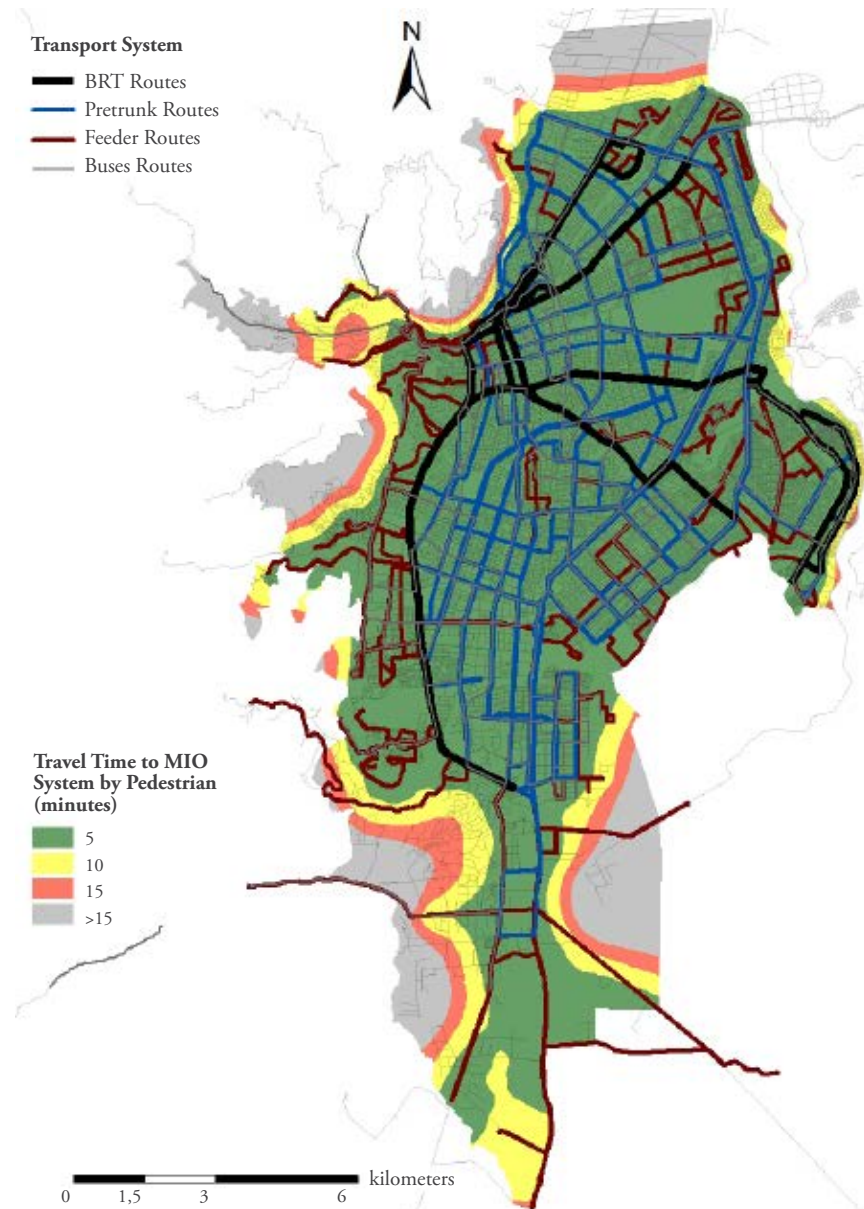 N
Transport System
BRT Routes
Pretrunk Routes
Feeder Routes
Buses Routes
Travel Time to MIO
System by Pedestrian
(minutes)
5
10
15
>15
kilometers
0 1,5 3 6